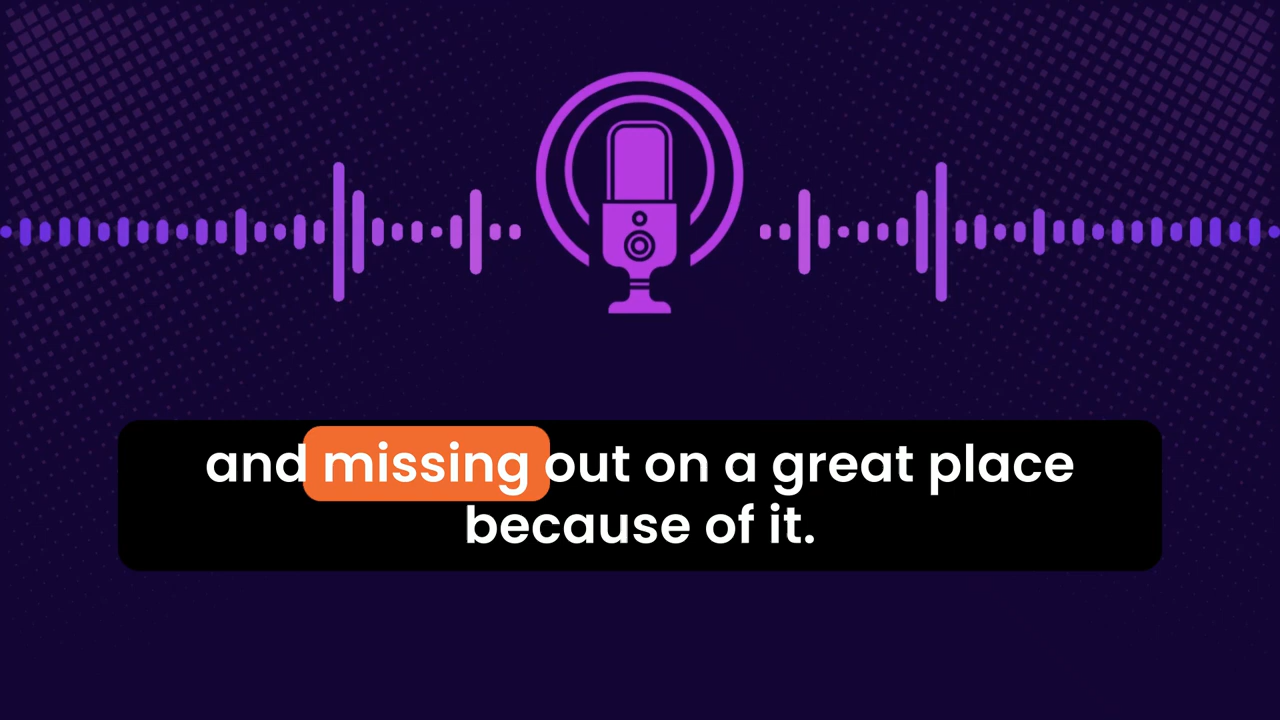 and missing out on a great place
because of it.